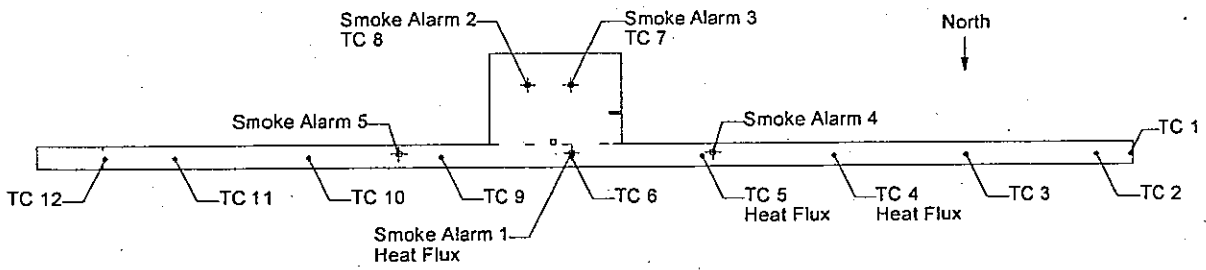 Smoke Alarm 2
TC 8
Smoke Alarm 3
TC 7
North
Smoke Alarm 5
Smoke Alarm 4
TC 1
TC 12
TC 11
TC 10
TC 9
TC 6
TC 5
Heat Flux
TC 4
Heat Flux
TC 3
TC 2
Smoke Alarm 1
Heat Flux